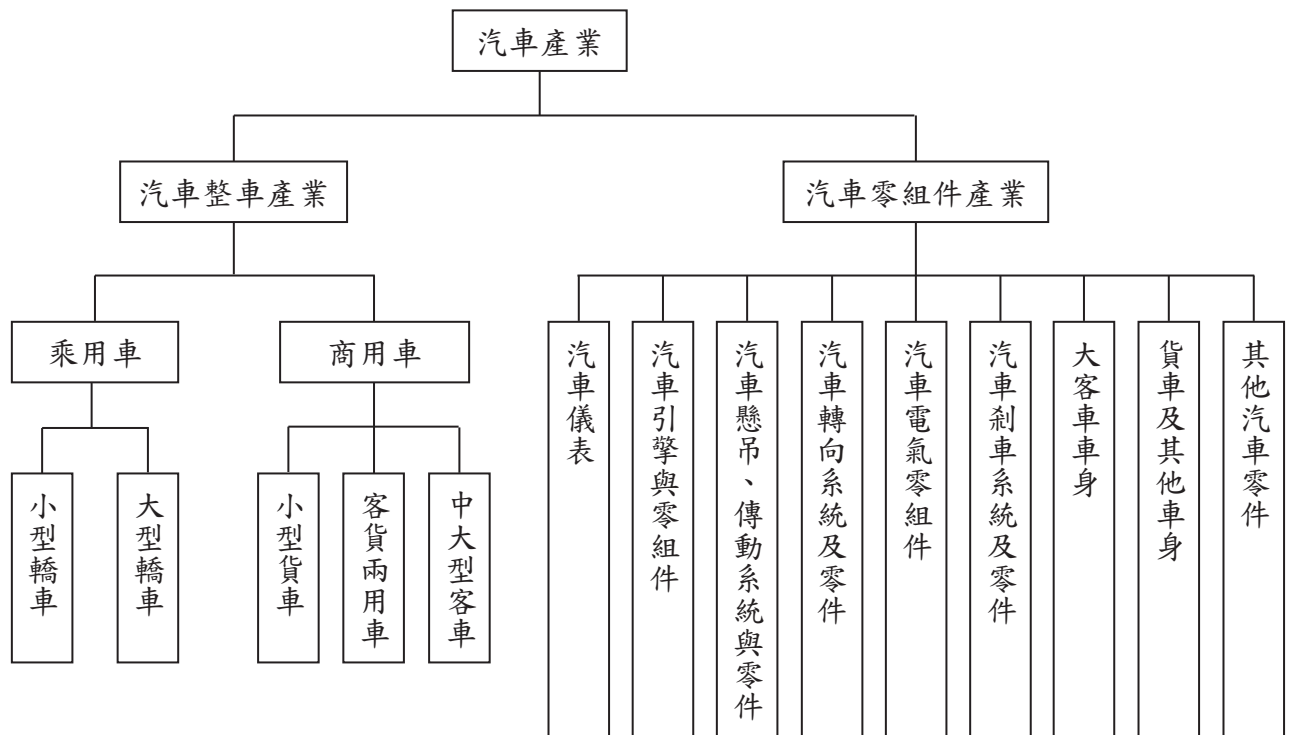 汽車產業
汽車整車產業
汽車零組件產業
乘用車
商用車
小型轎車
大型轎車
小型貨車
客貨兩用車
中大型客車
汽車儀表
汽車引擎與零組件
汽車懸吊、傳動系統與零件
汽車轉向系統及零件
汽車電氣零組件
汽車剎車系統及零件
大客車車身
貨車及其他車身
其他汽車零件